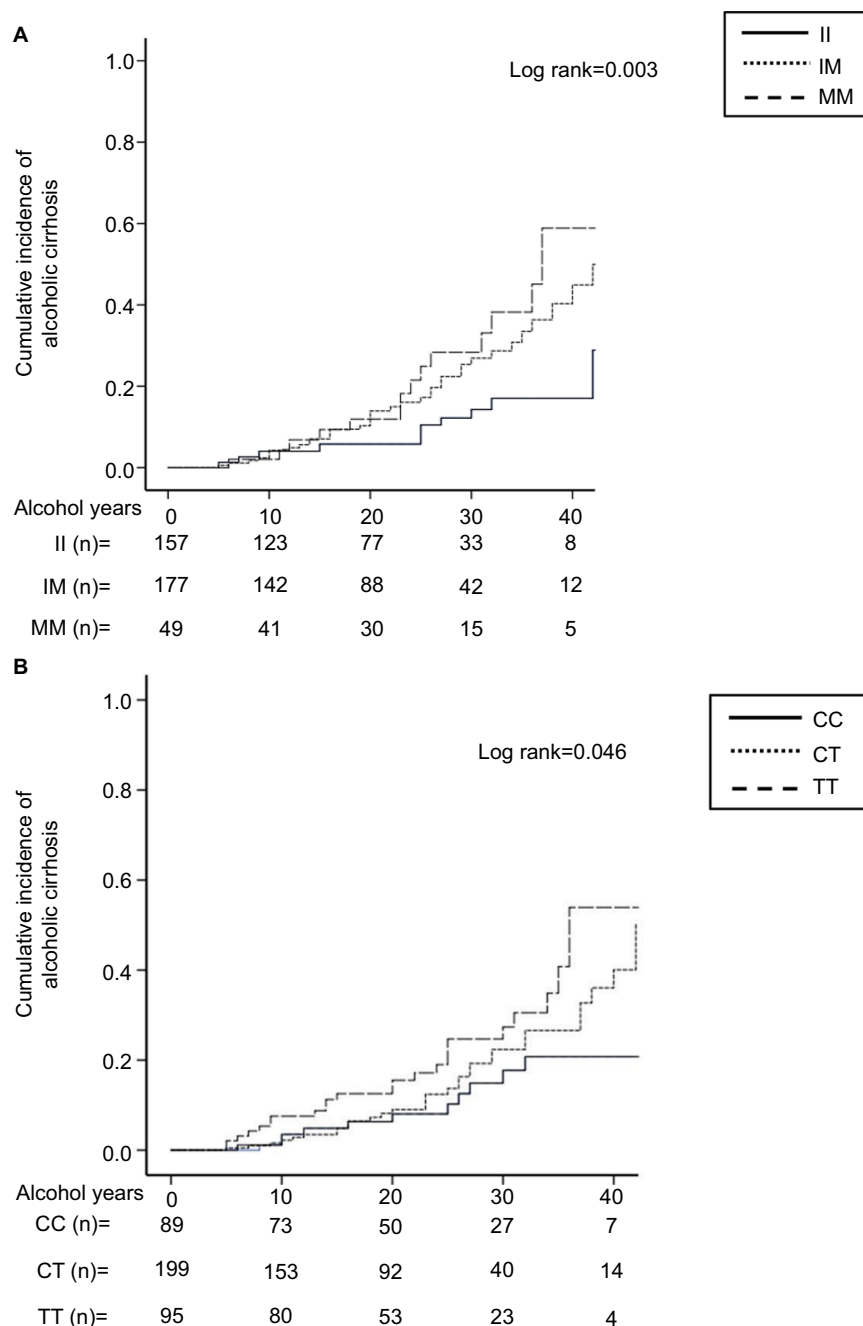 A
II
IM
MM
Log rank=0.003
1.0
0.8
0.6
0.4
0.2
0.0
Cumulative incidence of
alcoholic cirrhosis
Alcohol years 0 10 20 30 40
II (n)= 157 123 77 33 8
IM (n)= 177 142 88 42 12
MM (n)= 49 41 30 15 5
B
CC
CT
TT
Log rank=0.046
1.0
0.8
0.6
0.4
0.2
0.0
Cumulative incidence of
alcoholic cirrhosis
Alcohol years 0 10 20 30 40
CC (n)= 89 73 50 27 7
CT (n)= 199 153 92 40 14
TT (n)= 95 80 53 23 4